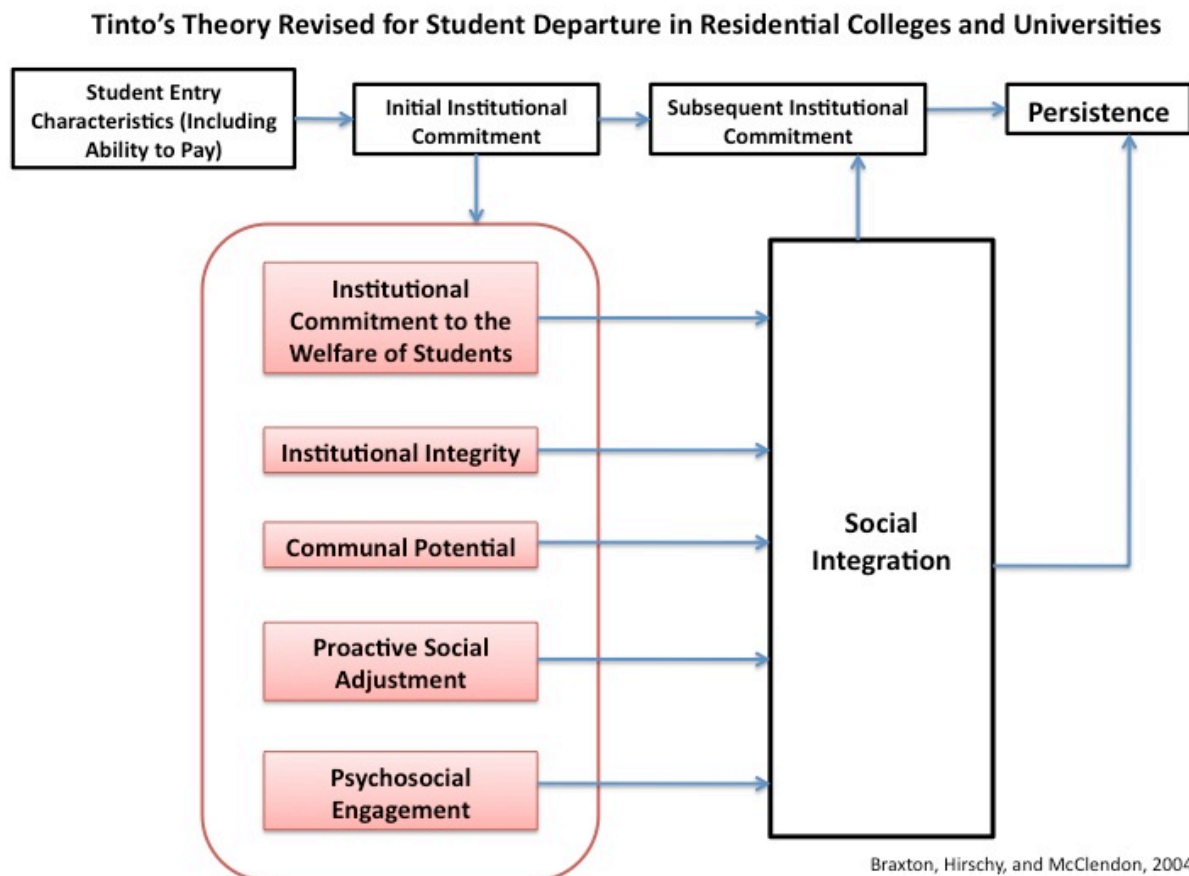 Tinto's Theory Revised for Student Departure in Residential Colleges and Universities
Student Entry
Characteristics (Including
Ability to Pay)
Initial Institutional
Commitment
Subsequent Institutional
Commitment
Persistence
Institutional
Commitment to the
Welfare of Students
Institutional Integrity
Communal Potential
Proactive Social
Adjustment
Psychosocial
Engagement
Social
Integration
Braxton, Hirschy, and McClendon, 2004